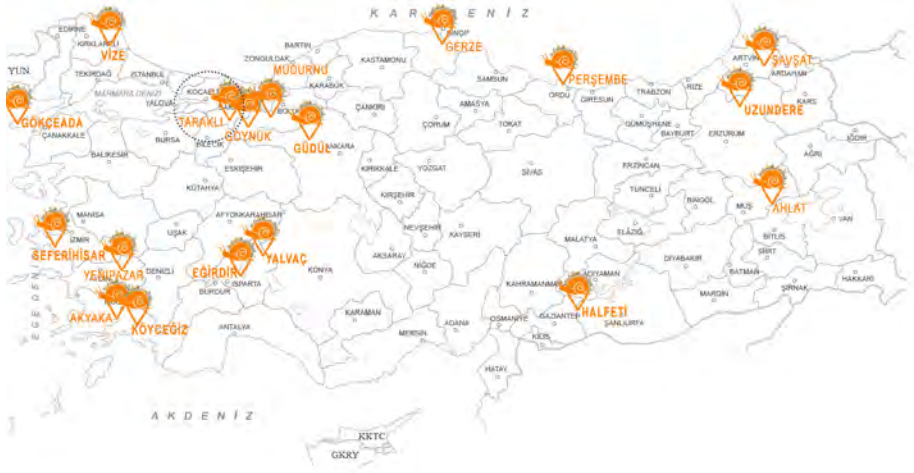 KARADENİZ
EDİRNE
KIRKLARELİ
VİZE
TEKİRDAĞ
İSTANBUL
MARMARA DENİZİ
YALOVA
KOCAELİ
ZONGULDAK
BARTIN
KASTAMONU
SİNOP
GERZE
SAMSUN
PERŞEMBE
ORDU
GİRESUN
TRABZON
RİZE
ARTVİN
ŞAVŞAT
ARDAHAN
KARS
UZUNDERE
YUN
GÖKÇEADA
ÇANAKKALE
TARAKLI
MUDURNU
KARABÜK
GÖYNÜK
GÜDÜL
ÇANKIRI
ÇORUM
AMASYA
TOKAT
GÜMÜŞHANE
BAYBURT
ERZURUM
IĞDIR
AĞRI
BALIKESİR
BURSA
BİLECİK
ESKİŞEHİR
ANKARA
KIRIKKALE
YOZGAT
SİVAS
ERZİNCAN
TUNCELİ
BİNGÖL
MUŞ
AHLAT
VAN
BİTLİS
KÜTAHYA
KIRŞEHİR
MANİSA
İZMİR
SEFERİHİSAR
UŞAK
AFYONKARAHİSAR
YALVAÇ
NEVŞEHİR
KAYSERİ
AKSARAY
NİĞDE
KONYA
MALATYA
ELAZIĞ
DİYABAKIR
SİİRT
BATMAN
HAKKARİ
ŞIRNAK
MARDİN
YENİPAZAR
DENİZLİ
EĞİRDİR
ISPARTA
BURDUR
ADIYAMAN
KAHRAMANMAR
HALFETİ
AKYAKA
KÖYCEĞİZ
EGE DENİ
ANTALYA
KARAMAN
MERSİN
ADANA
OSMANİYE
GAZİANTEP
ŞANLIURFA
KİLİS
HATAY
AKDENİZ
KKTC
GKRY